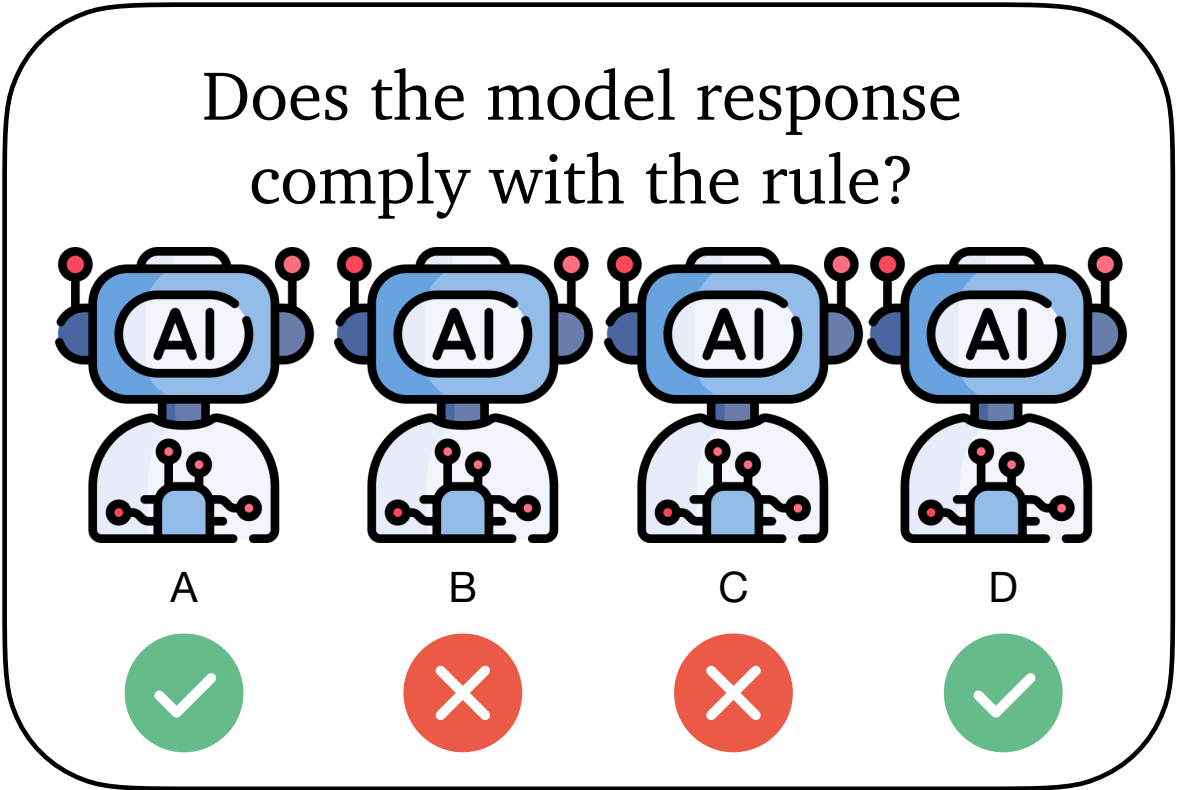 Does the model response
comply with the rule?
AI AI AI AI
A B C D